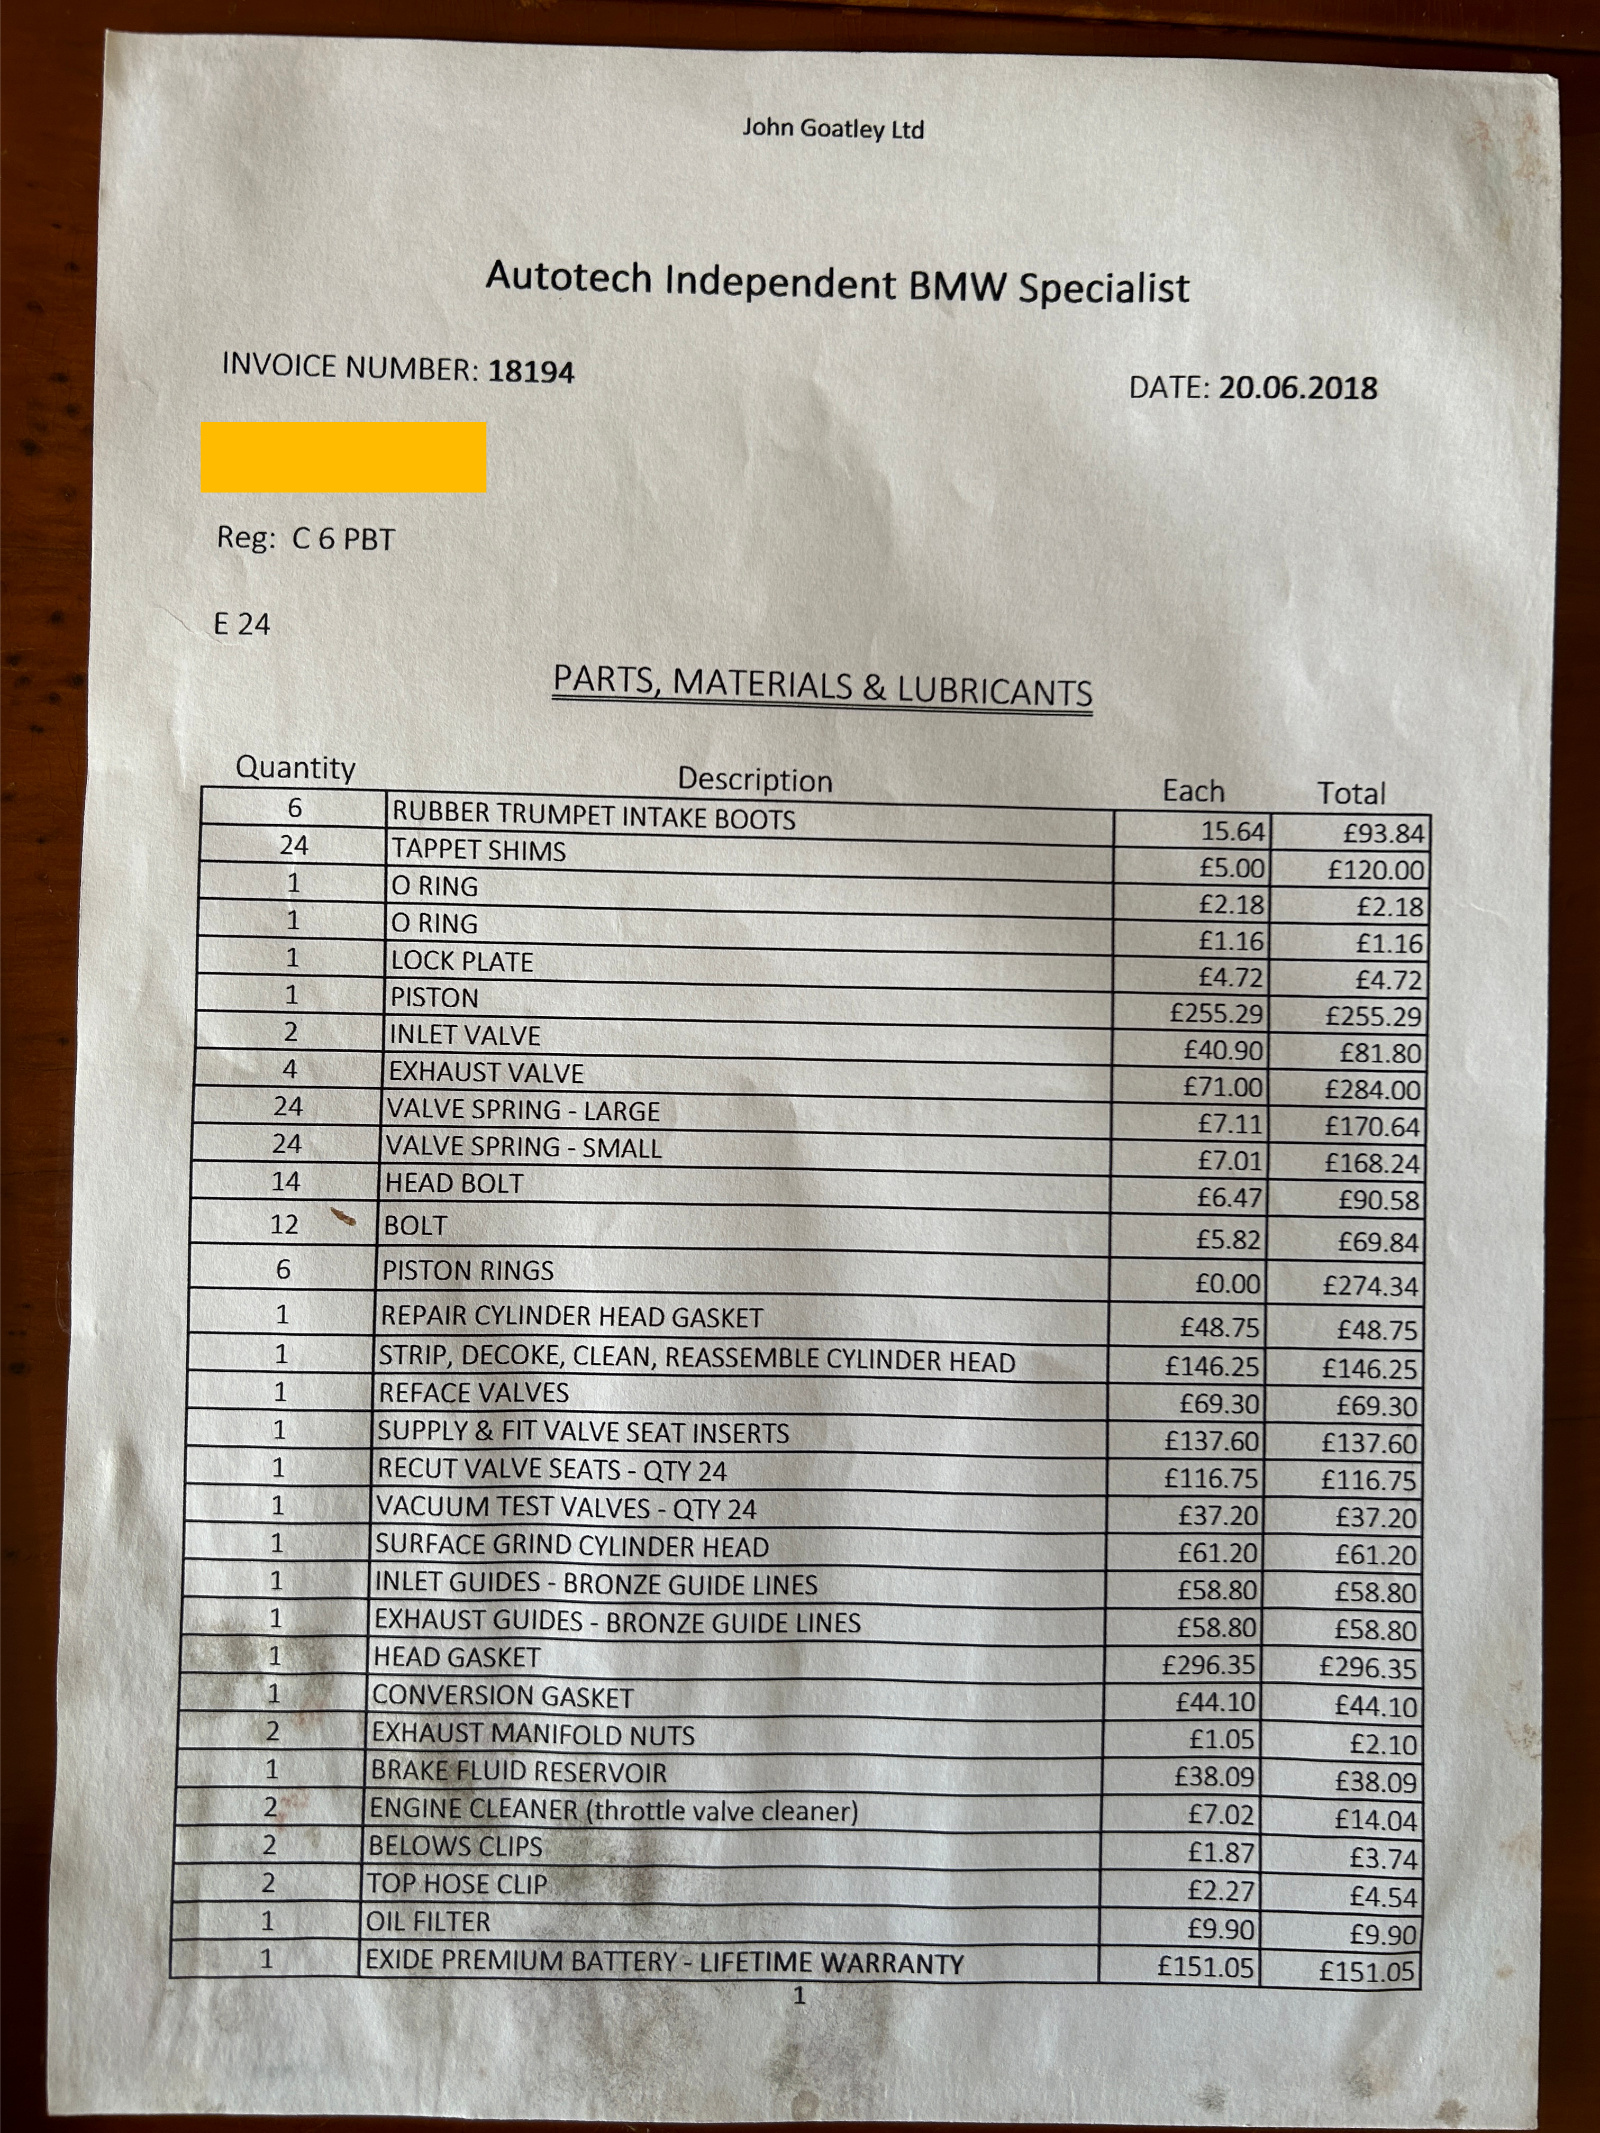 John Goatley Ltd
Autotech Independent BMW Specialist
INVOICE NUMBER: 18194 DATE: 20.06.2018
Reg: C 6 PBT
E 24
PARTS, MATERIALS & LUBRICANTS
Quantity Description Each Total
6 RUBBER TRUMPET INTAKE BOOTS 15.64 £93.84
24 TAPPET SHIMS £5.00 £120.00
1 O RING £2.18 £2.18
1 O RING £1.16 £1.16
1 LOCK PLATE £4.72 £4.72
1 PISTON £255.29 £255.29
2 INLET VALVE £40.90 £81.80
4 EXHAUST VALVE £71.00 £284.00
24 VALVE SPRING - LARGE £7.11 £170.64
24 VALVE SPRING - SMALL £7.01 £168.24
14 HEAD BOLT £6.47 £90.58
12 BOLT £5.82 £69.84
6 PISTON RINGS £0.00 £274.34
1 REPAIR CYLINDER HEAD GASKET £48.75 £48.75
1 STRIP, DECOKE, CLEAN, REASSEMBLE CYLINDER HEAD £146.25 £146.25
1 REFACE VALVES £69.30 £69.30
1 SUPPLY & FIT VALVE SEAT INSERTS £137.60 £137.60
1 RECUT VALVE SEATS - QTY 24 £116.75 £116.75
1 VACUUM TEST VALVES - QTY 24 £37.20 £37.20
1 SURFACE GRIND CYLINDER HEAD £61.20 £61.20
1 INLET GUIDES - BRONZE GUIDE LINES £58.80 £58.80
1 EXHAUST GUIDES - BRONZE GUIDE LINES £58.80 £58.80
1 HEAD GASKET £296.35 £296.35
1 CONVERSION GASKET £44.10 £44.10
2 EXHAUST MANIFOLD NUTS £1.05 £2.10
1 BRAKE FLUID RESERVOIR £38.09 £38.09
2 ENGINE CLEANER (throttle valve cleaner) £7.02 £14.04
2 BELOWS CLIPS £1.87 £3.74
2 TOP HOSE CLIP £2.27 £4.54
1 OIL FILTER £9.90 £9.90
1 EXIDE PREMIUM BATTERY - LIFETIME WARRANTY £151.05 £151.05
1